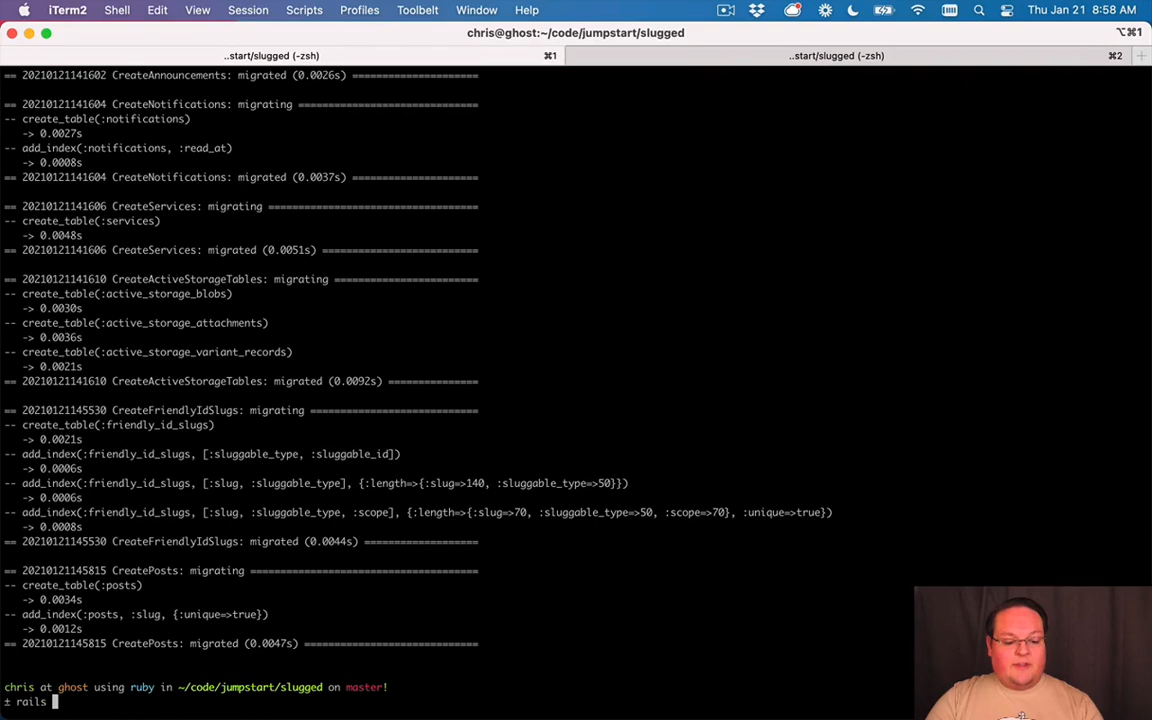 iTerm2 Shell Edit View Session Scripts Profiles Toolbelt Window Help Thu Jan 21 8:58 AM
chris@ghost:~/code/jumpstart/slugged ⌥⌘1
..start/slugged (-zsh) ⌘1 ..start/slugged (-zsh) ⌘2
== 20210121141602 CreateAnnouncements: migrated (0.0026s) =====================
== 20210121141604 CreateNotifications: migrating ==============================
-- create_table(:notifications)
-> 0.0027s
-- add_index(:notifications, :read_at)
-> 0.0008s
== 20210121141604 CreateNotifications: migrated (0.0037s) =====================
== 20210121141606 CreateServices: migrating ===================================
-- create_table(:services)
-> 0.0048s
== 20210121141606 CreateServices: migrated (0.0051s) ==========================
== 20210121141610 CreateActiveStorageTables: migrating ========================
-- create_table(:active_storage_blobs)
-> 0.0030s
-- create_table(:active_storage_attachments)
-> 0.0036s
-- create_table(:active_storage_variant_records)
-> 0.0021s
== 20210121141610 CreateActiveStorageTables: migrated (0.0092s) ===============
== 20210121145530 CreateFriendlyIdSlugs: migrating ============================
-- create_table(:friendly_id_slugs)
-> 0.0021s
-- add_index(:friendly_id_slugs, [:sluggable_type, :sluggable_id])
-> 0.0006s
-- add_index(:friendly_id_slugs, [:slug, :sluggable_type], {:length=>{:slug=>140, :sluggable_type=>50}})
-> 0.0006s
-- add_index(:friendly_id_slugs, [:slug, :sluggable_type, :scope], {:length=>{:slug=>70, :sluggable_type=>50, :scope=>70}, :unique=>true})
-> 0.0008s
== 20210121145530 CreateFriendlyIdSlugs: migrated (0.0044s) ===================
== 20210121145815 CreatePosts: migrating ======================================
-- create_table(:posts)
-> 0.0034s
-- add_index(:posts, :slug, {:unique=>true})
-> 0.0012s
== 20210121145815 CreatePosts: migrated (0.0047s) =============================
chris at ghost using ruby in ~/code/jumpstart/slugged on master!
± rails